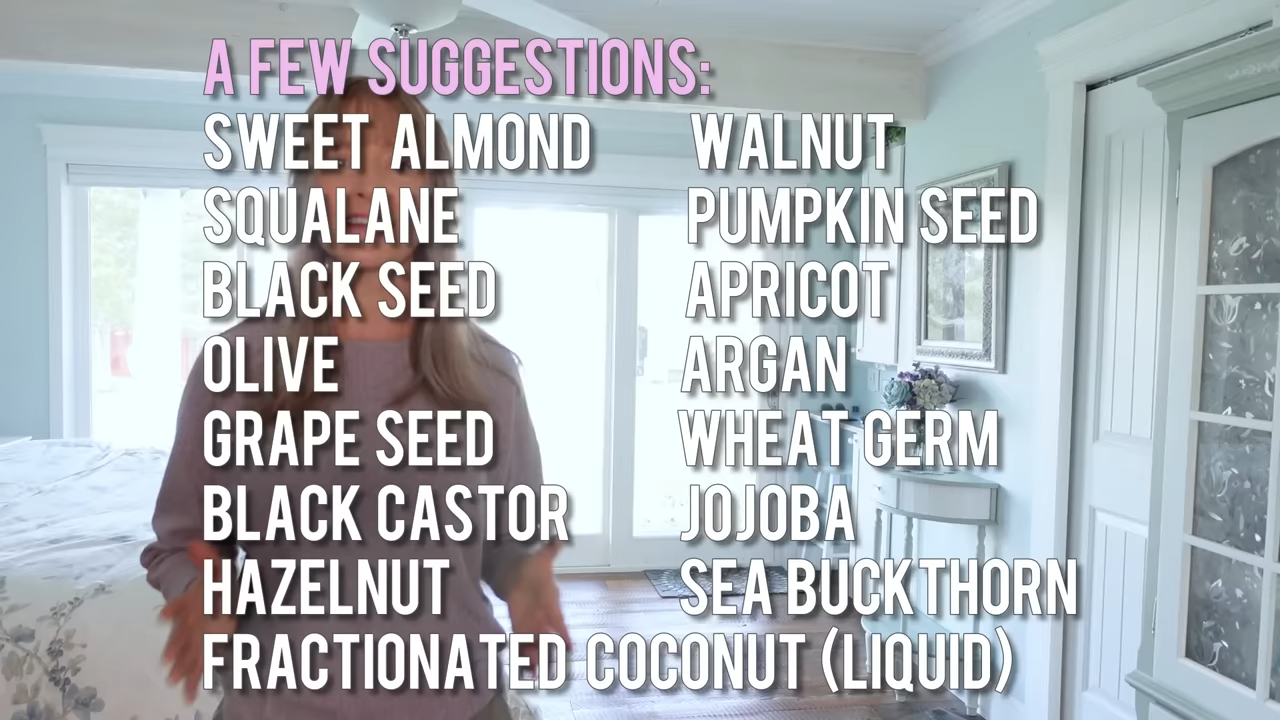 A FEW SUGGESTIONS:
SWEET ALMOND
SQUALANE
BLACK SEED
OLIVE
GRAPE SEED
BLACK CASTOR
HAZELNUT
FRACTIONATED COCONUT (LIQUID)
WALNUT
PUMPKIN SEED
APRICOT
ARGAN
WHEAT GERM
JOJOBA
SEA BUCKTHORN